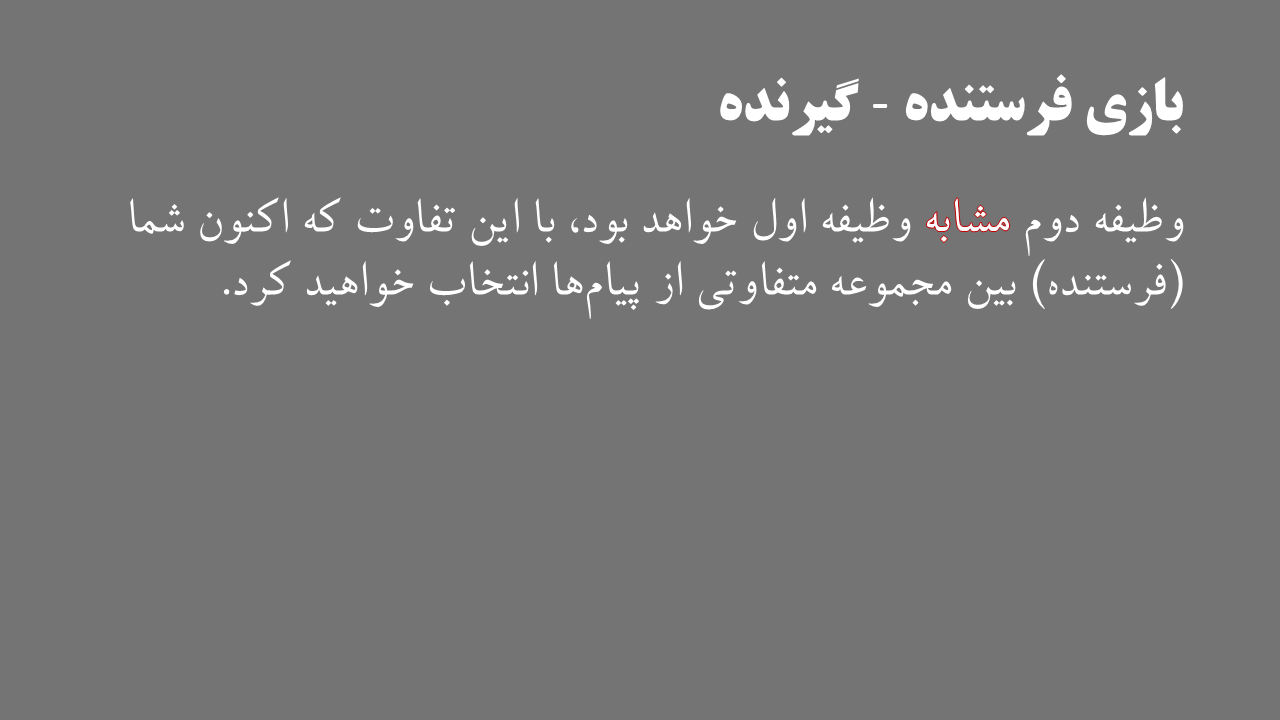 بازی فرستنده - گیرنده
وظیفه دوم مشابه وظیفه اول خواهد بود، با این تفاوت که اکنون شما
(فرستنده) بین مجموعه متفاوتی از پیام‌ها انتخاب خواهید کرد.